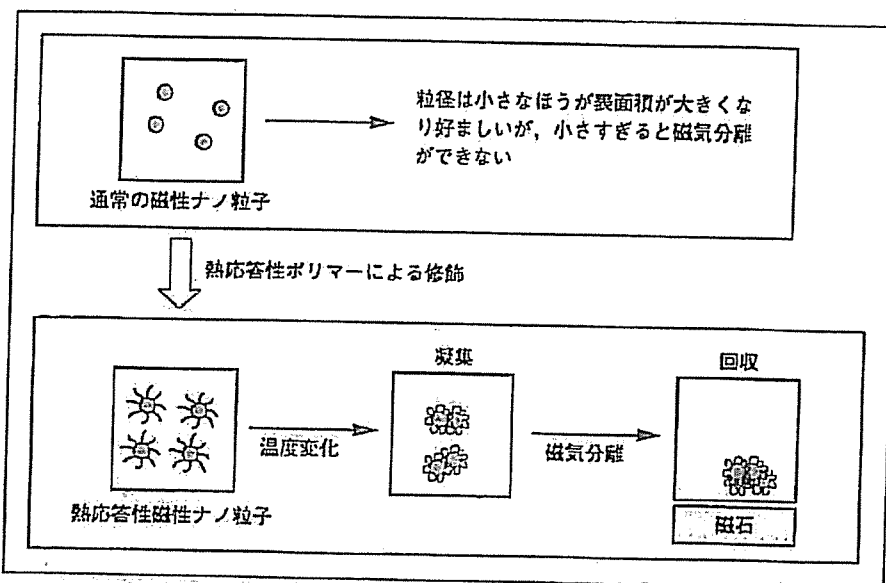 粒径は小さなほうが表面積が大きくな
り好ましいが，小さすぎると磁気分離
ができない
通常の磁性ナノ粒子
熱応答性ポリマーによる修飾
凝集
回収
温度変化
磁気分離
熱応答性磁性ナノ粒子
磁石